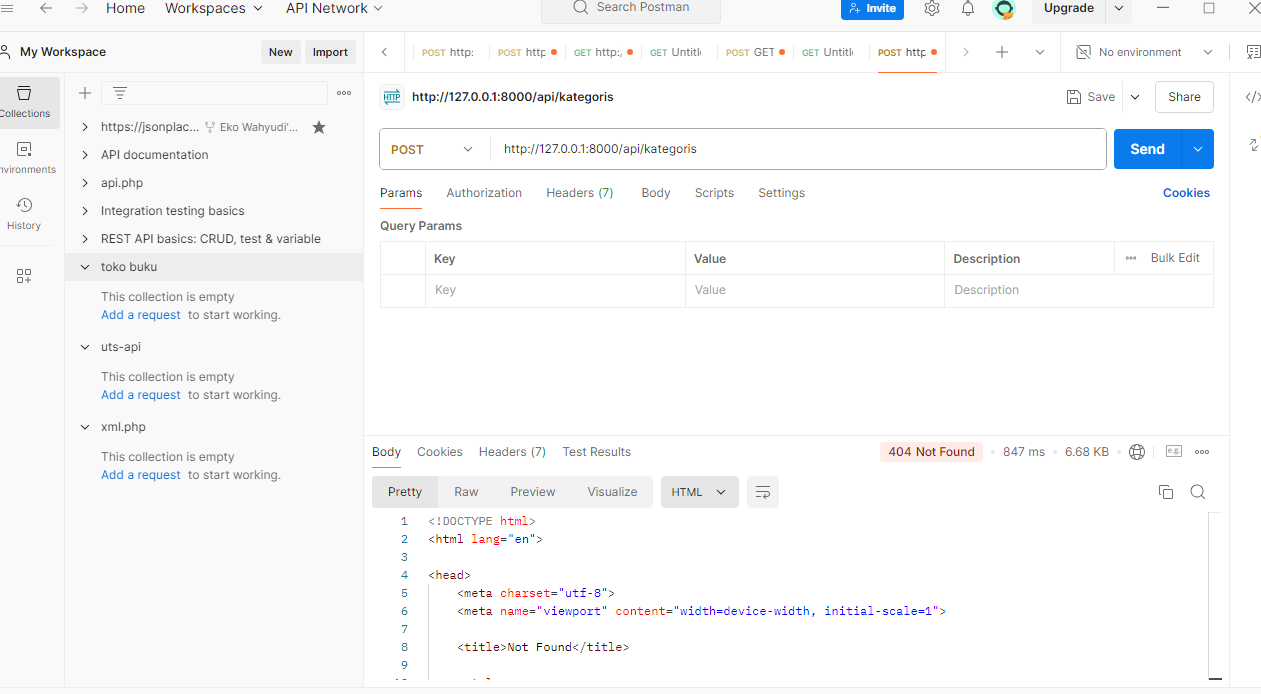 Home Workspaces API Network Search Postman Invite Upgrade
My Workspace New Import
POST http: POST http GET http:, GET Untitl POST GET GET Untitl POST http No environment
Collections
nvironments
History
https://jsonplac... Eko Wahyudi'...
API documentation
api.php
Integration testing basics
REST API basics: CRUD, test & variable
toko buku
This collection is empty
Add a request to start working.
uts-api
This collection is empty
Add a request to start working.
xml.php
This collection is empty
Add a request to start working.
HTTP http://127.0.0.1:8000/api/kategoris Save Share
POST http://127.0.0.1:8000/api/kategoris Send
Params Authorization Headers (7) Body Scripts Settings Cookies
Query Params
Key Value Description Bulk Edit
Key Value Description
Body Cookies Headers (7) Test Results 404 Not Found 847 ms 6.68 KB e.g.
Pretty Raw Preview Visualize HTML
1 <!DOCTYPE html>
2 <html lang="en">
3
4 <head>
5 <meta charset="utf-8">
6 <meta name="viewport" content="width=device-width, initial-scale=1">
7
8 <title>Not Found</title>
9